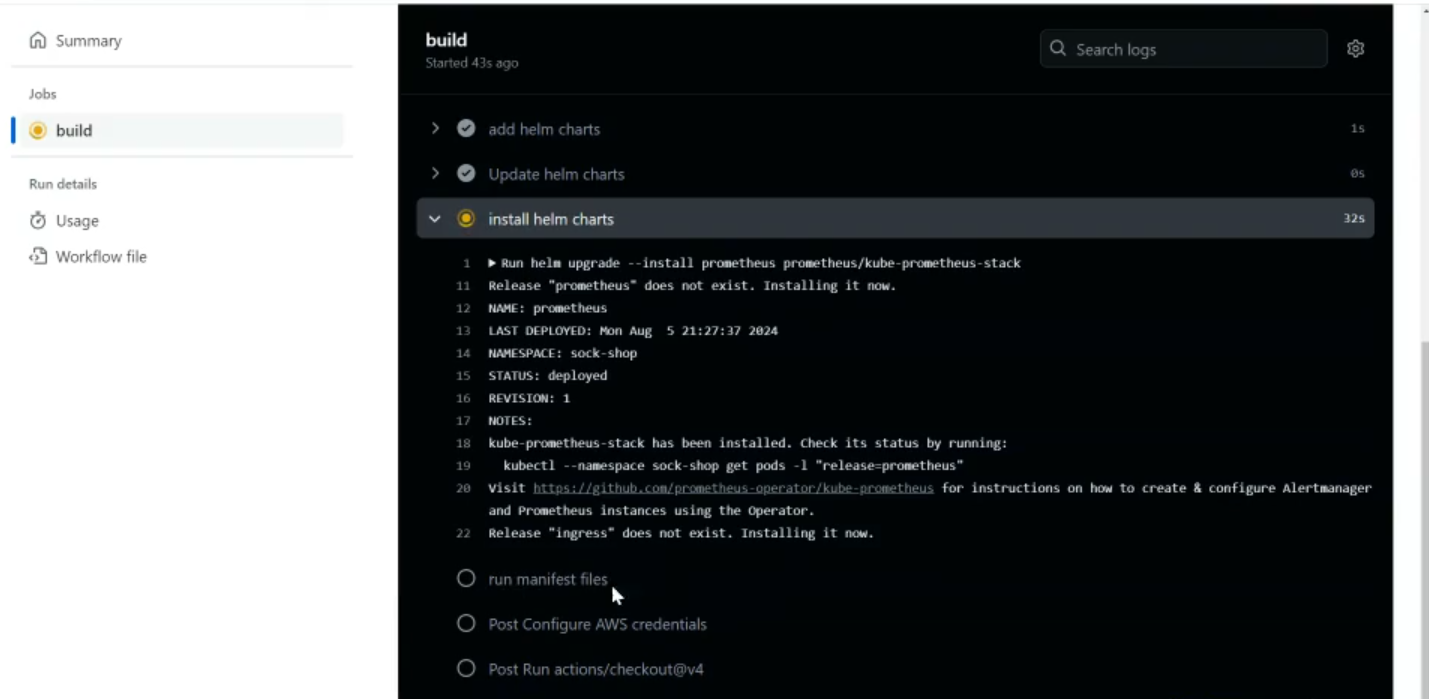 Summary
Jobs
build
Run details
Usage
Workflow file
build
Started 43s ago
Search logs
add helm charts 1s
Update helm charts 0s
install helm charts 32s
1 ▶ Run helm upgrade --install prometheus prometheus/kube-prometheus-stack
11 Release "prometheus" does not exist. Installing it now.
12 NAME: prometheus
13 LAST DEPLOYED: Mon Aug  5 21:27:37 2024
14 NAMESPACE: sock-shop
15 STATUS: deployed
16 REVISION: 1
17 NOTES:
18 kube-prometheus-stack has been installed. Check its status by running:
19   kubectl --namespace sock-shop get pods -l "release=prometheus"
20 Visit https://github.com/prometheus-operator/kube-prometheus for instructions on how to create & configure Alertmanager
and Prometheus instances using the Operator.
22 Release "ingress" does not exist. Installing it now.
run manifest files
Post Configure AWS credentials
Post Run actions/checkout@v4